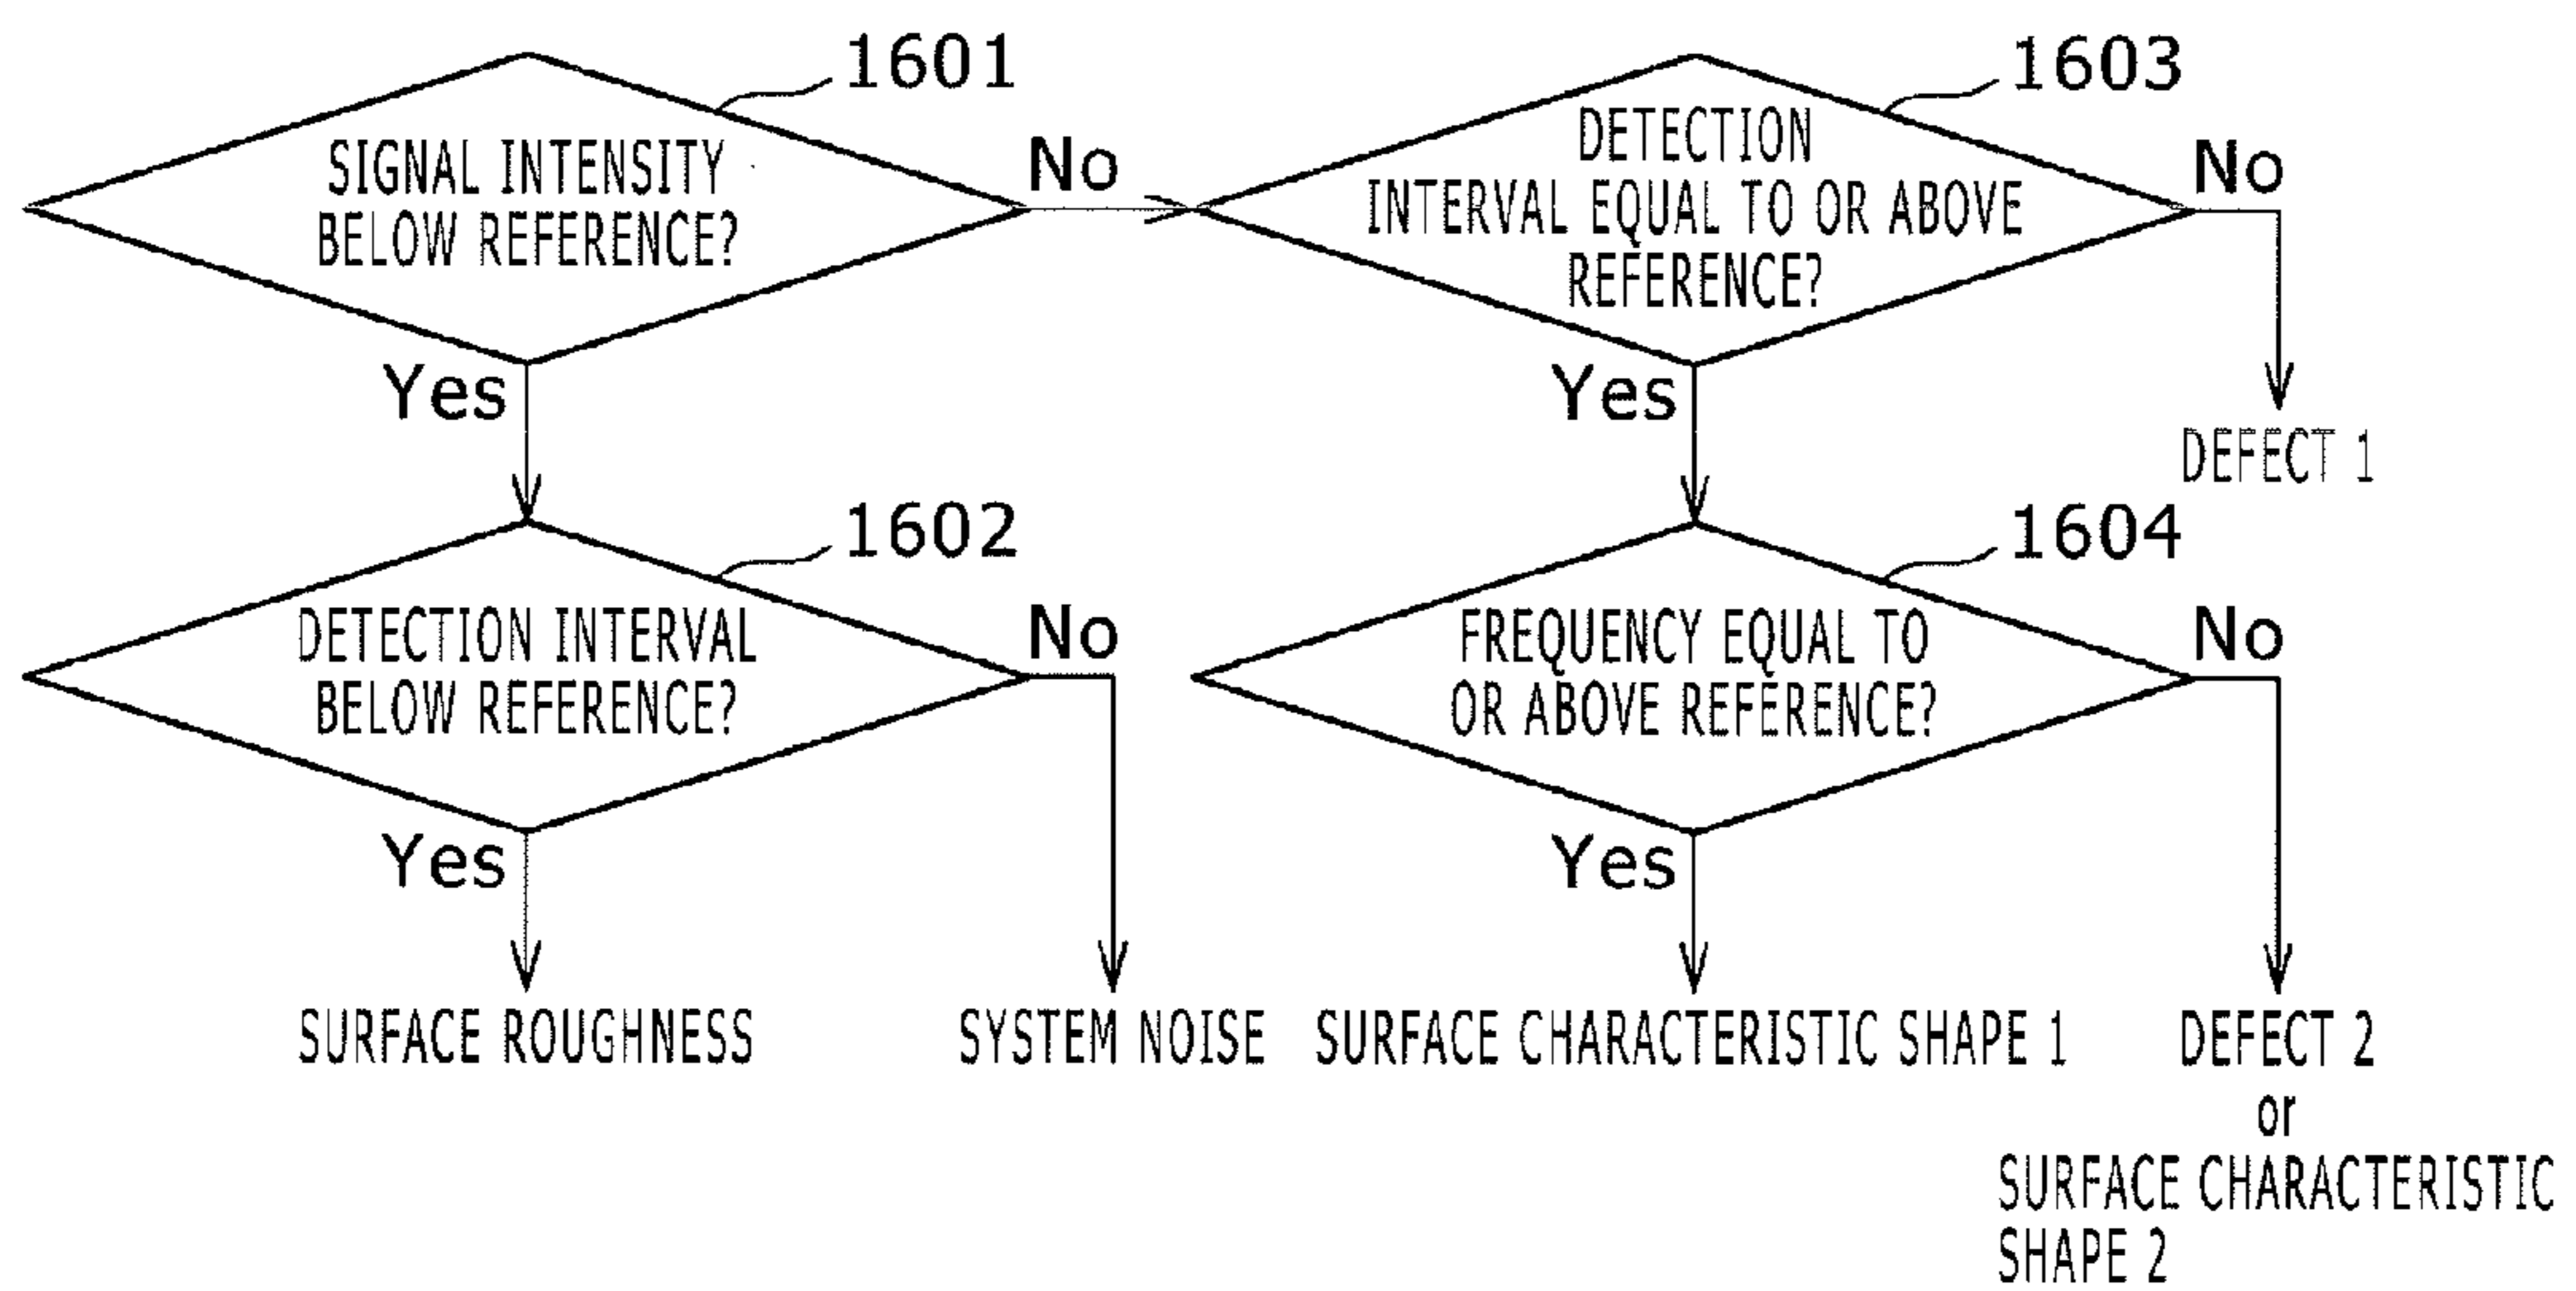 1601
SIGNAL INTENSITY
BELOW REFERENCE?
No
Yes
1603
DETECTION
INTERVAL EQUAL TO OR ABOVE
REFERENCE?
No
Yes
DEFECT 1
1602
DETECTION INTERVAL
BELOW REFERENCE?
No
Yes
1604
FREQUENCY EQUAL TO
OR ABOVE REFERENCE?
No
Yes
SURFACE ROUGHNESS
SYSTEM NOISE
SURFACE CHARACTERISTIC SHAPE 1
DEFECT 2
or
SURFACE CHARACTERISTIC
SHAPE 2